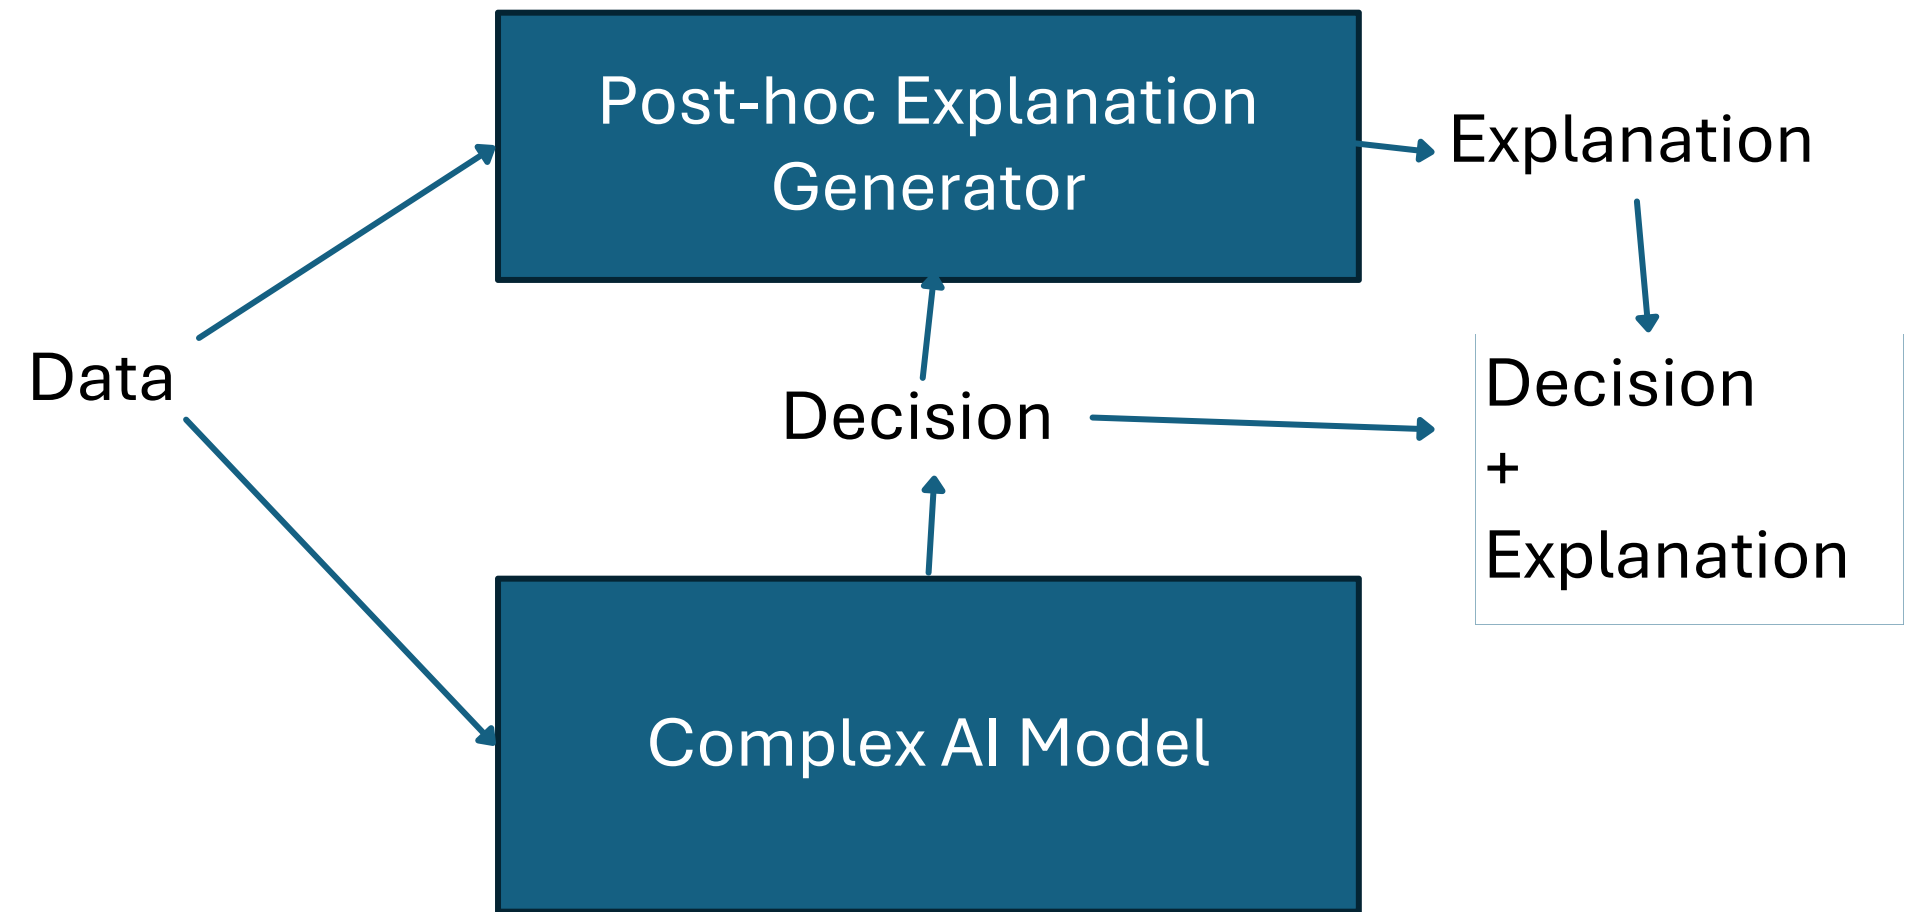 Post-hoc Explanation
Generator
Explanation
Data
Decision
Decision
+
Explanation
Complex AI Model